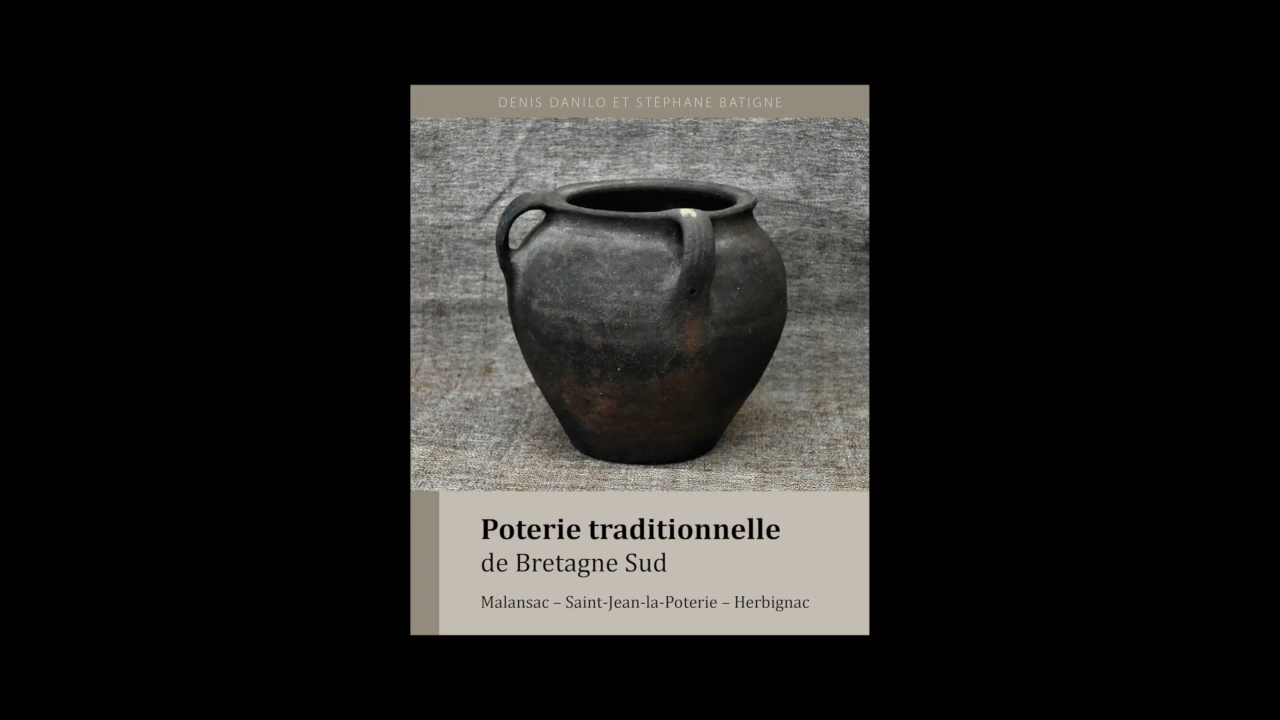 DENIS DANILO ET STÉPHANE BATIGNE
Poterie traditionnelle
de Bretagne Sud
Malansac – Saint-Jean-la-Poterie – Herbignac